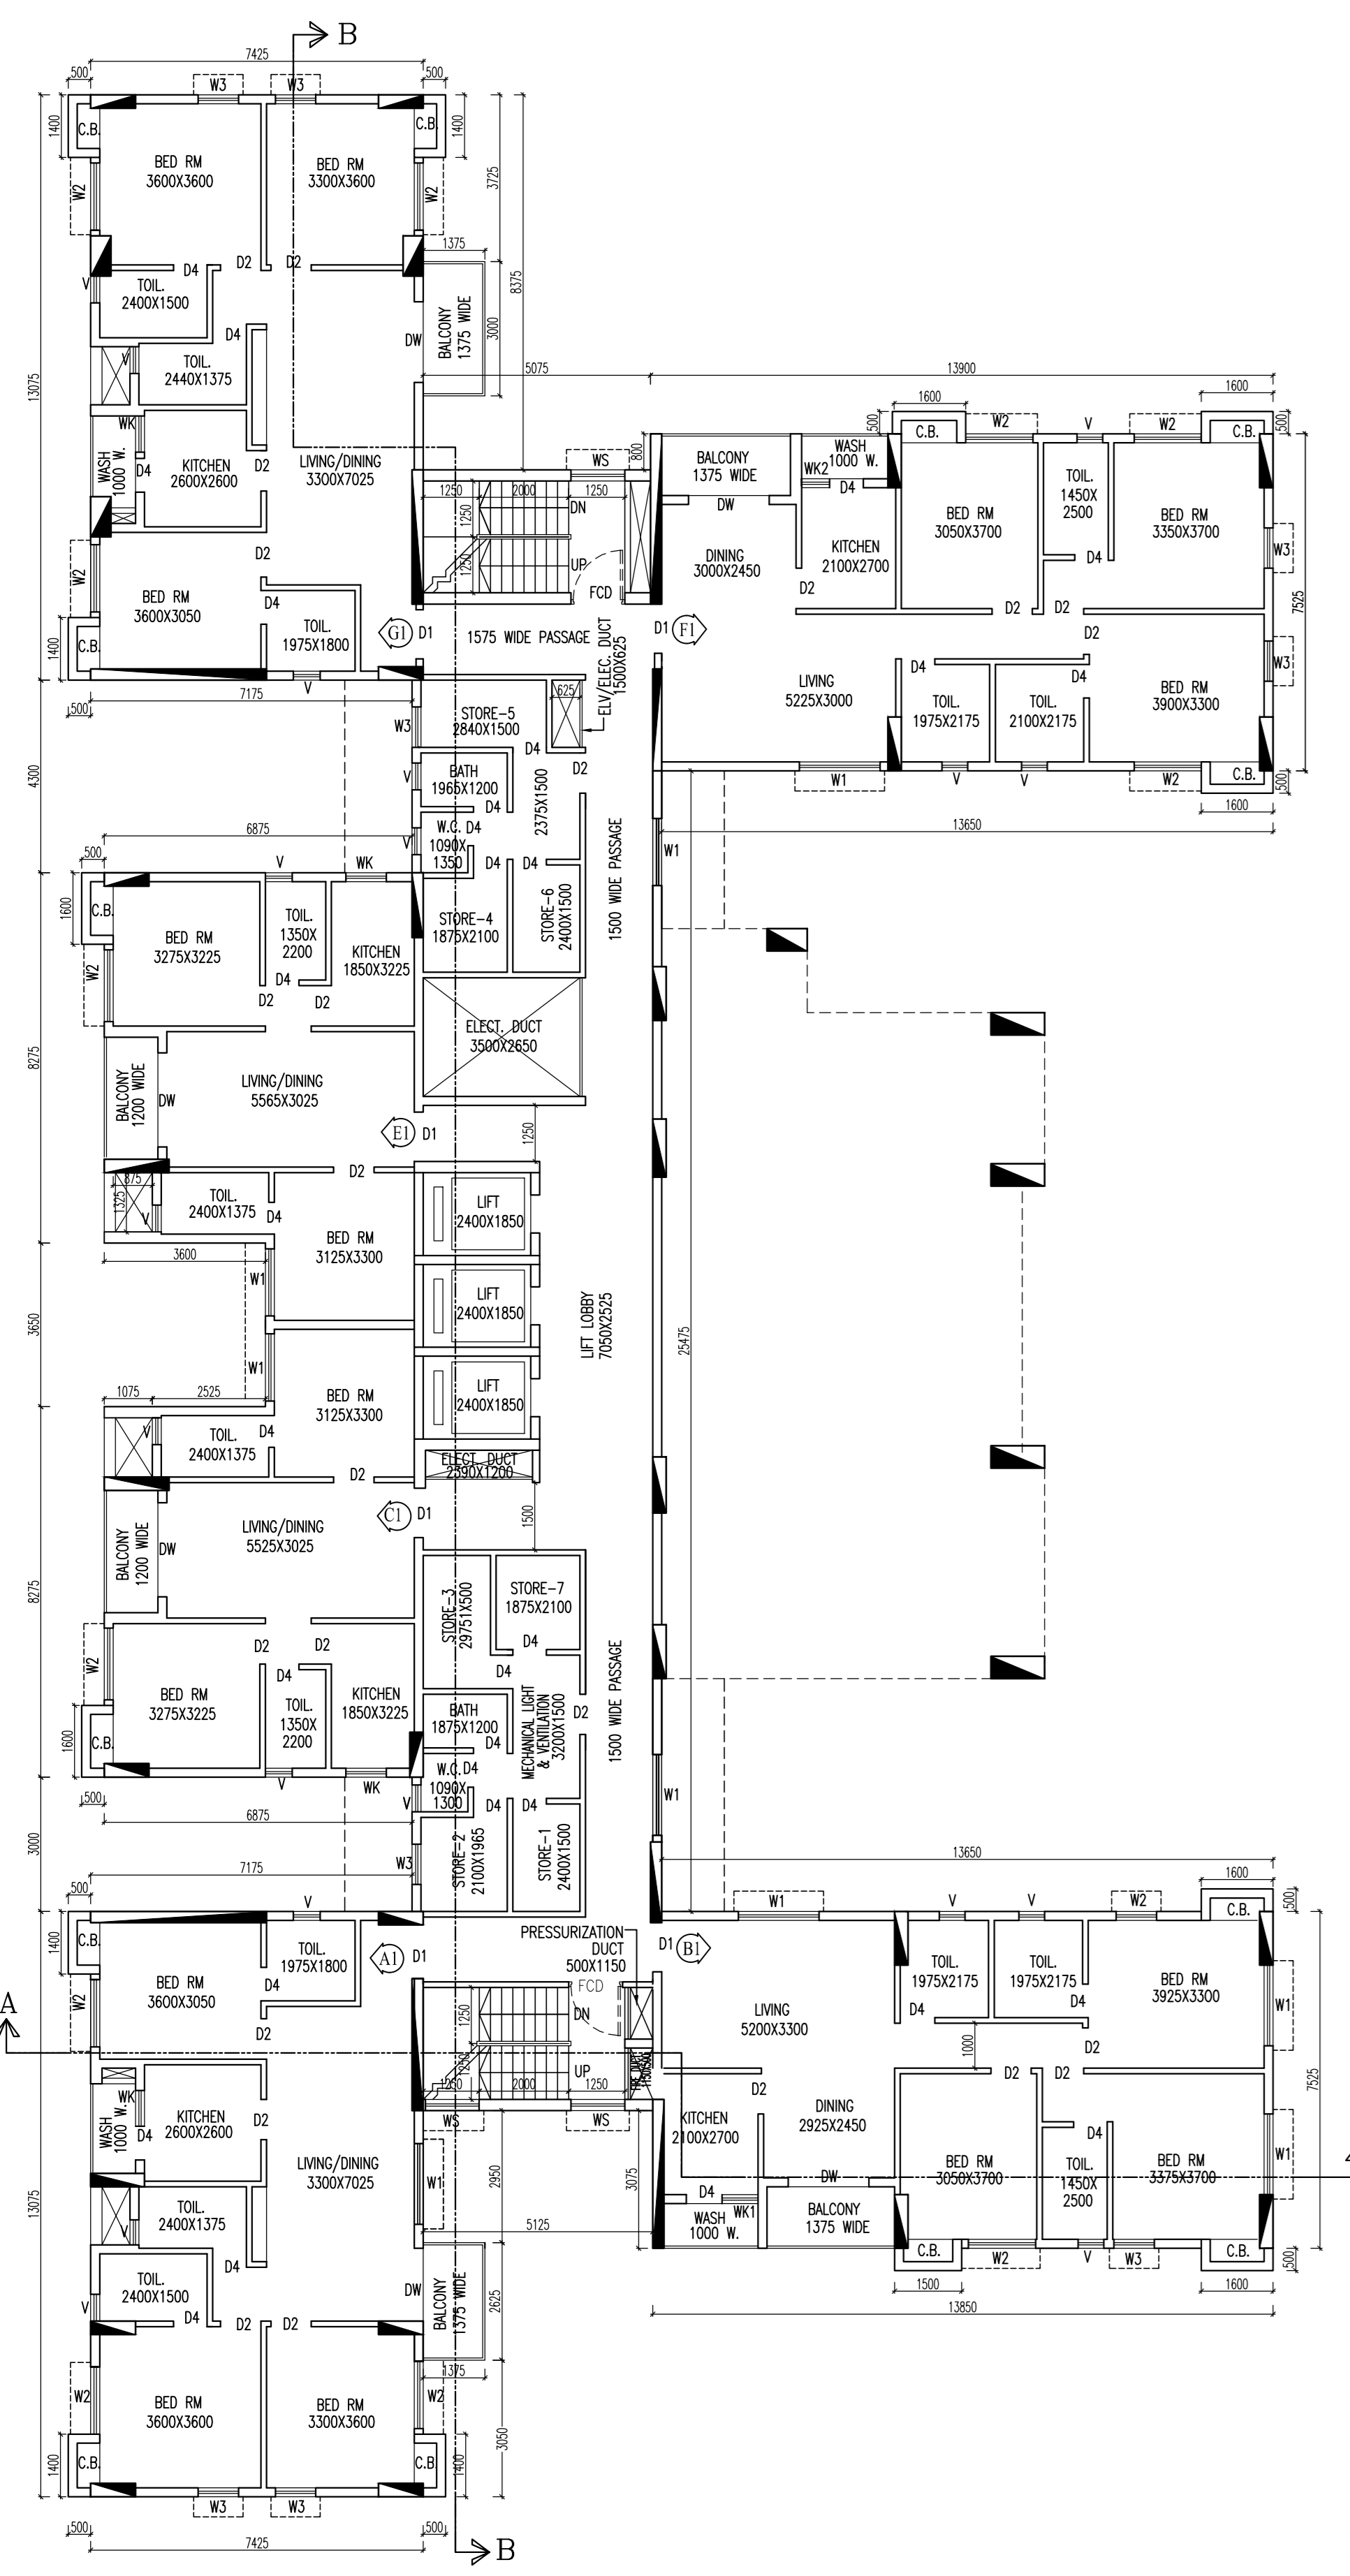 B
7425
500
500
W3
W3
C.B.
C.B.
1400
1400
BED RM
3600X3600
BED RM
3300X3600
3725
W2
W2
1375
D4
D2
D2
V
TOIL.
2400X1500
8375
BALCONY
1375 WIDE
3000
DW
D4
V
TOIL.
2440X1375
13075
5075
13900
1600
1600
WK
WASH
1000 W.
D4
KITCHEN
2600X2600
D2
LIVING/DINING
3300X7025
WS
1250
2000
1250
DN
1250
1250
UP
FCD
800
500
BALCONY
1375 WIDE
WASH
1000 W.
WK2
D4
DW
C.B.
W2
V
W2
C.B.
500
TOIL.
1450X
2500
BED RM
3050X3700
BED RM
3350X3700
W3
DINING
3000X2450
KITCHEN
2100X2700
D4
D2
D2
D2
7525
W2
D2
BED RM
3600X3050
D4
TOIL.
1975X1800
G1
D1
1575 WIDE PASSAGE
ELV/ELEC. DUCT
1500X625
D1
F1
D2
W3
1400
C.B.
V
500
7175
LIVING
5225X3000
D4
TOIL.
1975X2175
TOIL.
2100X2175
D4
BED RM
3900X3300
W1
V
V
W2
C.B.
500
1600
13650
W3
STORE-5
2840X1500
625
D4
D2
4300
V
BATH
1965X1200
D4
2375X1500
W.C.
D4
1090X
1350
V
D4
D4
6875
500
V
WK
1500 WIDE PASSAGE
W1
1600
C.B.
BED RM
3275X3225
TOIL.
1350X
2200
KITCHEN
1850X3225
STORE-4
1875X2100
STORE-6
2400X1500
W2
D4
D2
D2
ELECT. DUCT
3500X2650
8275
BALCONY
1200 WIDE
DW
LIVING/DINING
5565X3025
E1
D1
1250
D2
875
1325
V
TOIL.
2400X1375
D4
BED RM
3125X3300
LIFT
2400X1850
3600
W1
LIFT
2400X1850
LIFT LOBBY
7050X2525
25475
3650
W1
1075
2525
BED RM
3125X3300
LIFT
2400X1850
V
TOIL.
2400X1375
D4
D2
ELECT. DUCT
2390X1200
C1
D1
1500
LIVING/DINING
5525X3025
BALCONY
1200 WIDE
DW
8275
STORE-3
29751X500
STORE-7
1875X2100
D4
D4
W2
D2
D2
D4
BED RM
3275X3225
TOIL.
1350X
2200
KITCHEN
1850X3225
BATH
1875X1200
D4
MECHANICAL LIGHT
& VENTILATION
3200X1500
D2
1500 WIDE PASSAGE
1600
C.B.
V
WK
W.C.
D4
1090X
1300
V
D4
D4
W1
500
6875
3000
W3
STORE-2
2100X1965
STORE-1
2400X1500
7175
500
V
13650
1600
W1
V
V
W2
C.B.
500
PRESSURIZATION
DUCT
500X1150
FCD
D1
B1
1400
C.B.
BED RM
3600X3050
D4
TOIL.
1975X1800
A1
D1
W2
D2
A
1250
DN
1250
UP
1250
2000
1250
WS
WS
LIVING
5200X3300
TOIL.
1975X2175
TOIL.
1975X2175
D4
D4
BED RM
3925X3300
W1
1000
D2
D2
D2
7525
WK
WASH
1000 W.
D4
KITCHEN
2600X2600
D2
D2
KITCHEN
2100X2700
DINING
2925X2450
D4
LIVING/DINING
3300X7025
W1
2950
3075
DW
BED RM
3050X3700
TOIL.
1450X
2500
BED RM
3375X3700
W1
D4
WK1
WASH
1000 W.
BALCONY
1375 WIDE
13075
V
TOIL.
2400X1375
D4
5125
C.B.
W2
V
W3
C.B.
500
1500
1600
13850
TOIL.
2400X1500
V
D4
D2
D2
DW
BALCONY
1375 WIDE
2625
1375
W2
BED RM
3600X3600
BED RM
3300X3600
W2
3050
1400
C.B.
C.B.
1400
W3
W3
500
500
7425
B